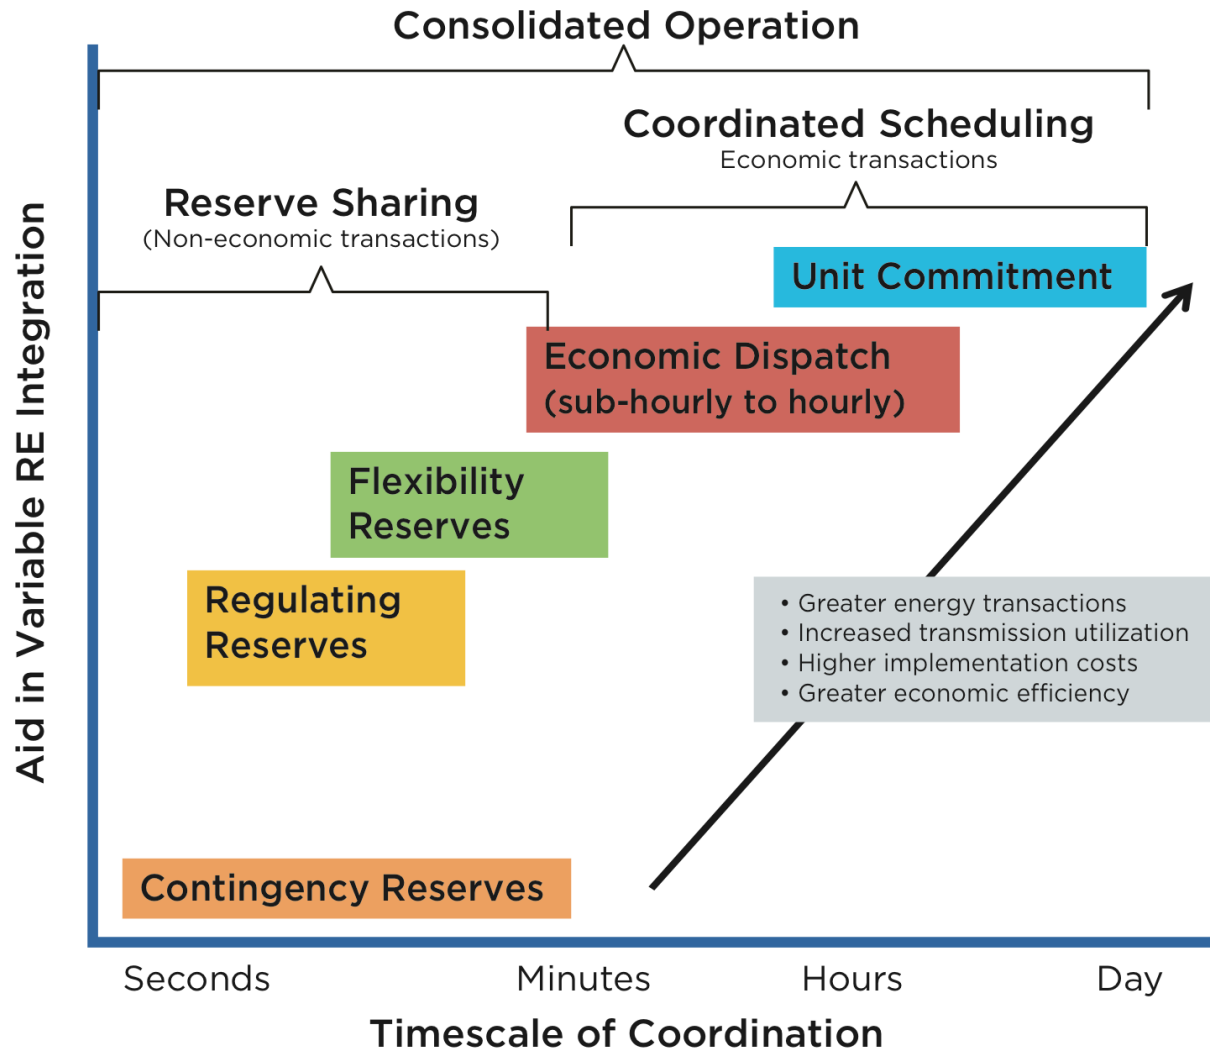 Consolidated Operation
Coordinated Scheduling
Economic transactions
Reserve Sharing
(Non-economic transactions)
Unit Commitment
Economic Dispatch
(sub-hourly to hourly)
Flexibility
Reserves
Regulating
Reserves
• Greater energy transactions
• Increased transmission utilization
• Higher implementation costs
• Greater economic efficiency
Contingency Reserves
Aid in Variable RE Integration
Seconds
Minutes
Hours
Day
Timescale of Coordination